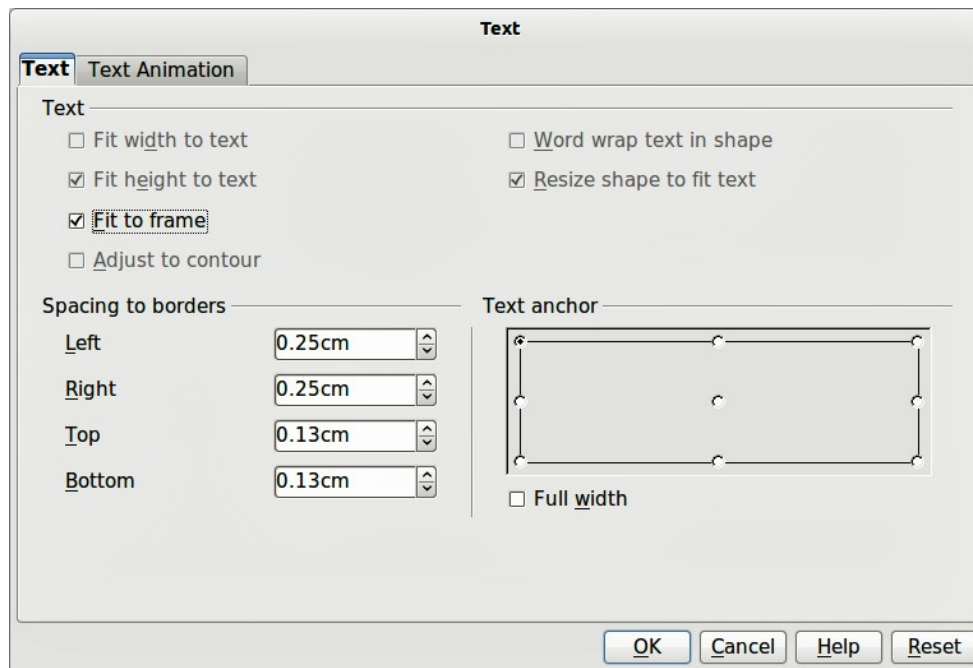 Text
Text Text Animation
Text
Fit width to text Word wrap text in shape
Fit height to text Resize shape to fit text
Fit to frame
Adjust to contour
Spacing to borders Text anchor
Left 0.25cm
Right 0.25cm
Top 0.13cm
Bottom 0.13cm
Full width
OK Cancel Help Reset